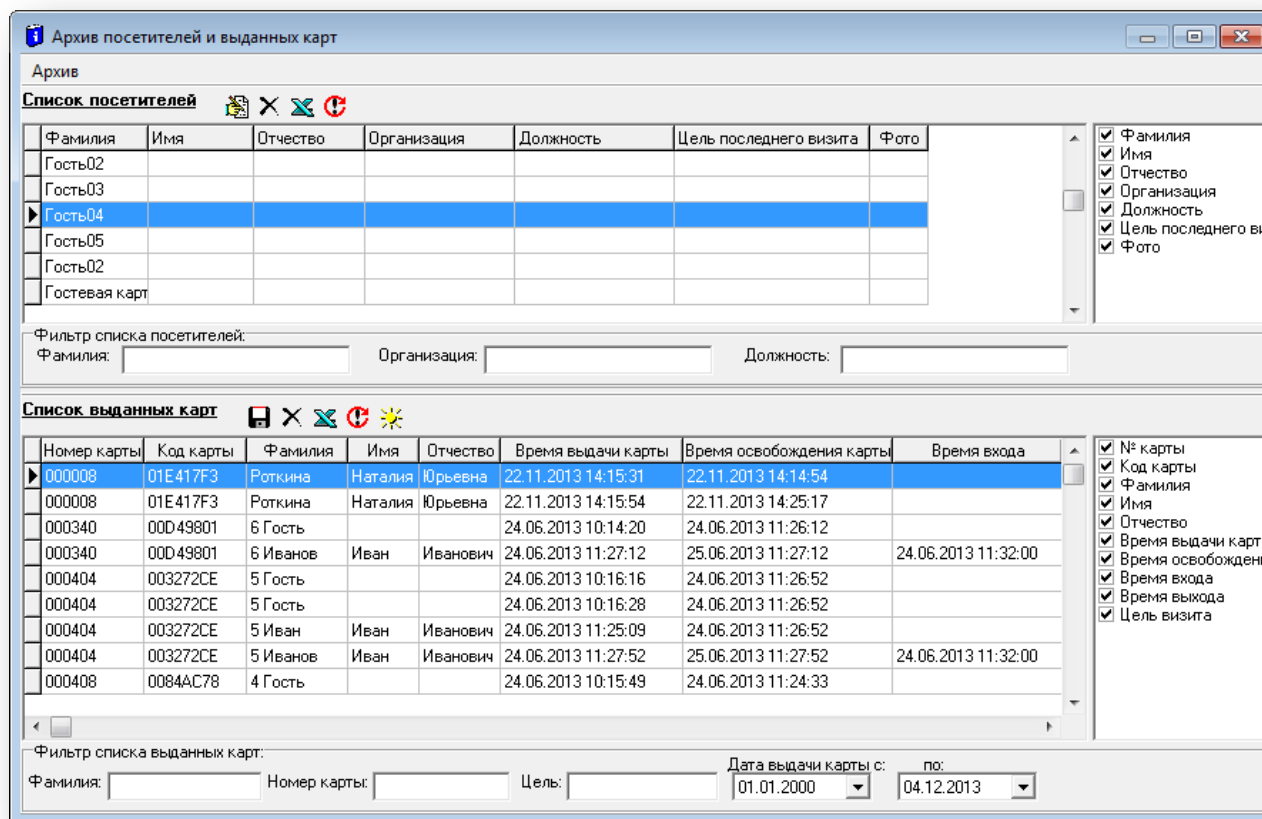 Архив посетителей и выданных карт
Архив
Список посетителей
Фамилия Имя Отчество Организация Должность Цель последнего визита Фото
Гость02
Гость03
Гость04
Гость05
Гость02
Гостевая карт
Фамилия
Имя
Отчество
Организация
Должность
Цель последнего ви
Фото
Фильтр списка посетителей:
Фамилия: Организация: Должность:
Список выданных карт
Номер карты Код карты Фамилия Имя Отчество Время выдачи карты Время освобождения карты Время входа
000008 01E417F3 Роткина Наталия Юрьевна 22.11.2013 14:15:31 22.11.2013 14:14:54
000008 01E417F3 Роткина Наталия Юрьевна 22.11.2013 14:15:54 22.11.2013 14:25:17
000340 00D49801 6 Гость 24.06.2013 10:14:20 24.06.2013 11:26:12
000340 00D49801 6 Иванов Иван Иванович 24.06.2013 11:27:12 25.06.2013 11:27:12 24.06.2013 11:32:00
000404 003272CE 5 Гость 24.06.2013 10:16:16 24.06.2013 11:26:52
000404 003272CE 5 Гость 24.06.2013 10:16:28 24.06.2013 11:26:52
000404 003272CE 5 Иван Иван Иванович 24.06.2013 11:25:09 24.06.2013 11:26:52
000404 003272CE 5 Иванов Иван Иванович 24.06.2013 11:27:52 25.06.2013 11:27:52 24.06.2013 11:32:00
000408 0084AC78 4 Гость 24.06.2013 10:15:49 24.06.2013 11:24:33
№ карты
Код карты
Фамилия
Имя
Отчество
Время выдачи карт
Время освобожден
Время входа
Время выхода
Цель визита
Фильтр списка выданных карт:
Дата выдачи карты с: по:
Фамилия: Номер карты: Цель: 01.01.2000 04.12.2013